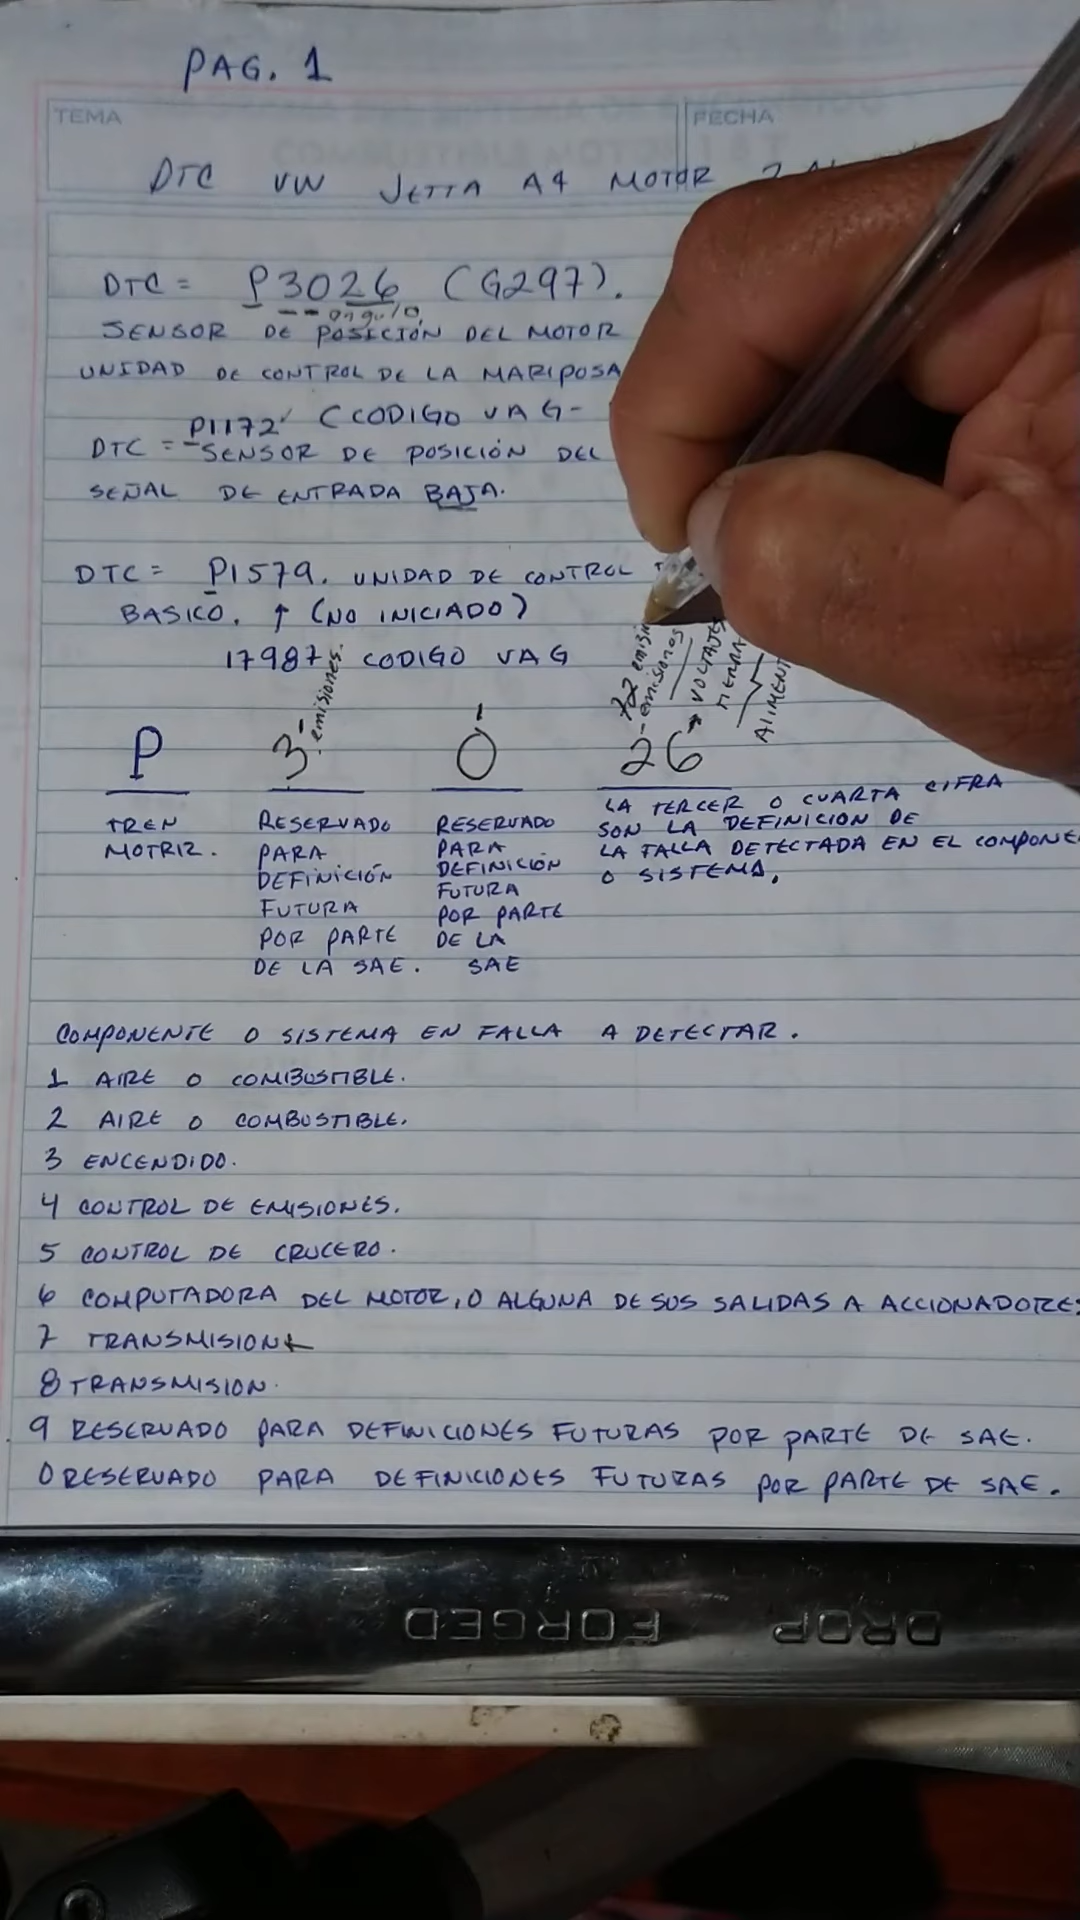 PAG. 1
TEMA
FECHA
DTC VW JETTA A4 MOTOR
DTC = P3026 (G297).
angulo
SENSOR DE POSICIÓN DEL MOTOR
UNIDAD DE CONTROL DE LA MARIPOSA
P1172 (CODIGO VAG-
DTC = SENSOR DE POSICIÓN DEL
SEÑAL DE ENTRADA BAJA.
DTC = P1579. UNIDAD DE CONTROL
BASICO. ↑ (NO INICIADO)
17987 CODIGO VAG
emisiones.
emisiones
VOLTAJES
TIERRA
P 3 0 26
TREN
MOTRIZ.
RESERVADO
PARA
DEFINICIÓN
FUTURA
POR PARTE
DE LA SAE.
RESERVADO
PARA
DEFINICIÓN
FUTURA
POR PARTE
DE LA
SAE
LA TERCER O CUARTA CIFRA
SON LA DEFINICION DE
LA FALLA DETECTADA EN EL COMPONE
O SISTEMA.
COMPONENTE O SISTEMA EN FALLA A DETECTAR.
1 AIRE O COMBUSTIBLE.
2 AIRE O COMBUSTIBLE.
3 ENCENDIDO.
4 CONTROL DE EMISIONES.
5 CONTROL DE CRUCERO.
6 COMPUTADORA DEL MOTOR, O ALGUNA DE SUS SALIDAS A ACCIONADORES
7 TRANSMISION
8 TRANSMISION.
9 RESERVADO PARA DEFINICIONES FUTURAS POR PARTE DE SAE.
0 RESERVADO PARA DEFINICIONES FUTURAS POR PARTE DE SAE.
DROP FORGED